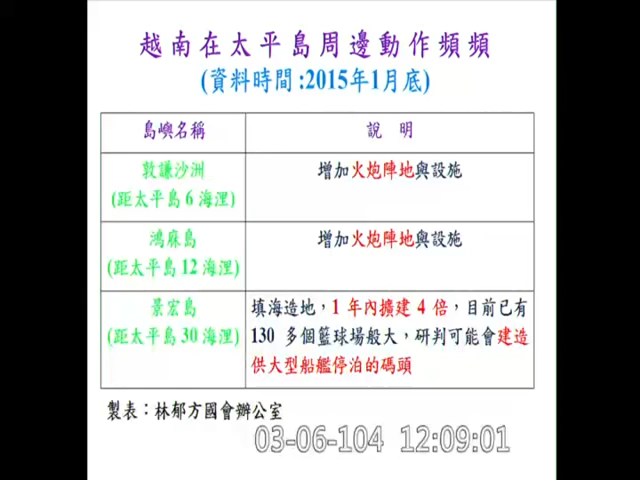 越南在太平島周邊動作頻頻
(資料時間:2015年1月底)
島嶼名稱
說 明
敦謙沙洲
(距太平島 6 海浬)
增加火炮陣地與設施
鴻庥島
(距太平島 12 海浬)
增加火炮陣地與設施
景宏島
(距太平島 30 海浬)
填海造地，1 年內擴建 4 倍，目前已有
130 多個籃球場般大，研判可能會建造
供大型船艦停泊的碼頭
製表：林郁方國會辦公室
03-06-104 12:09:01